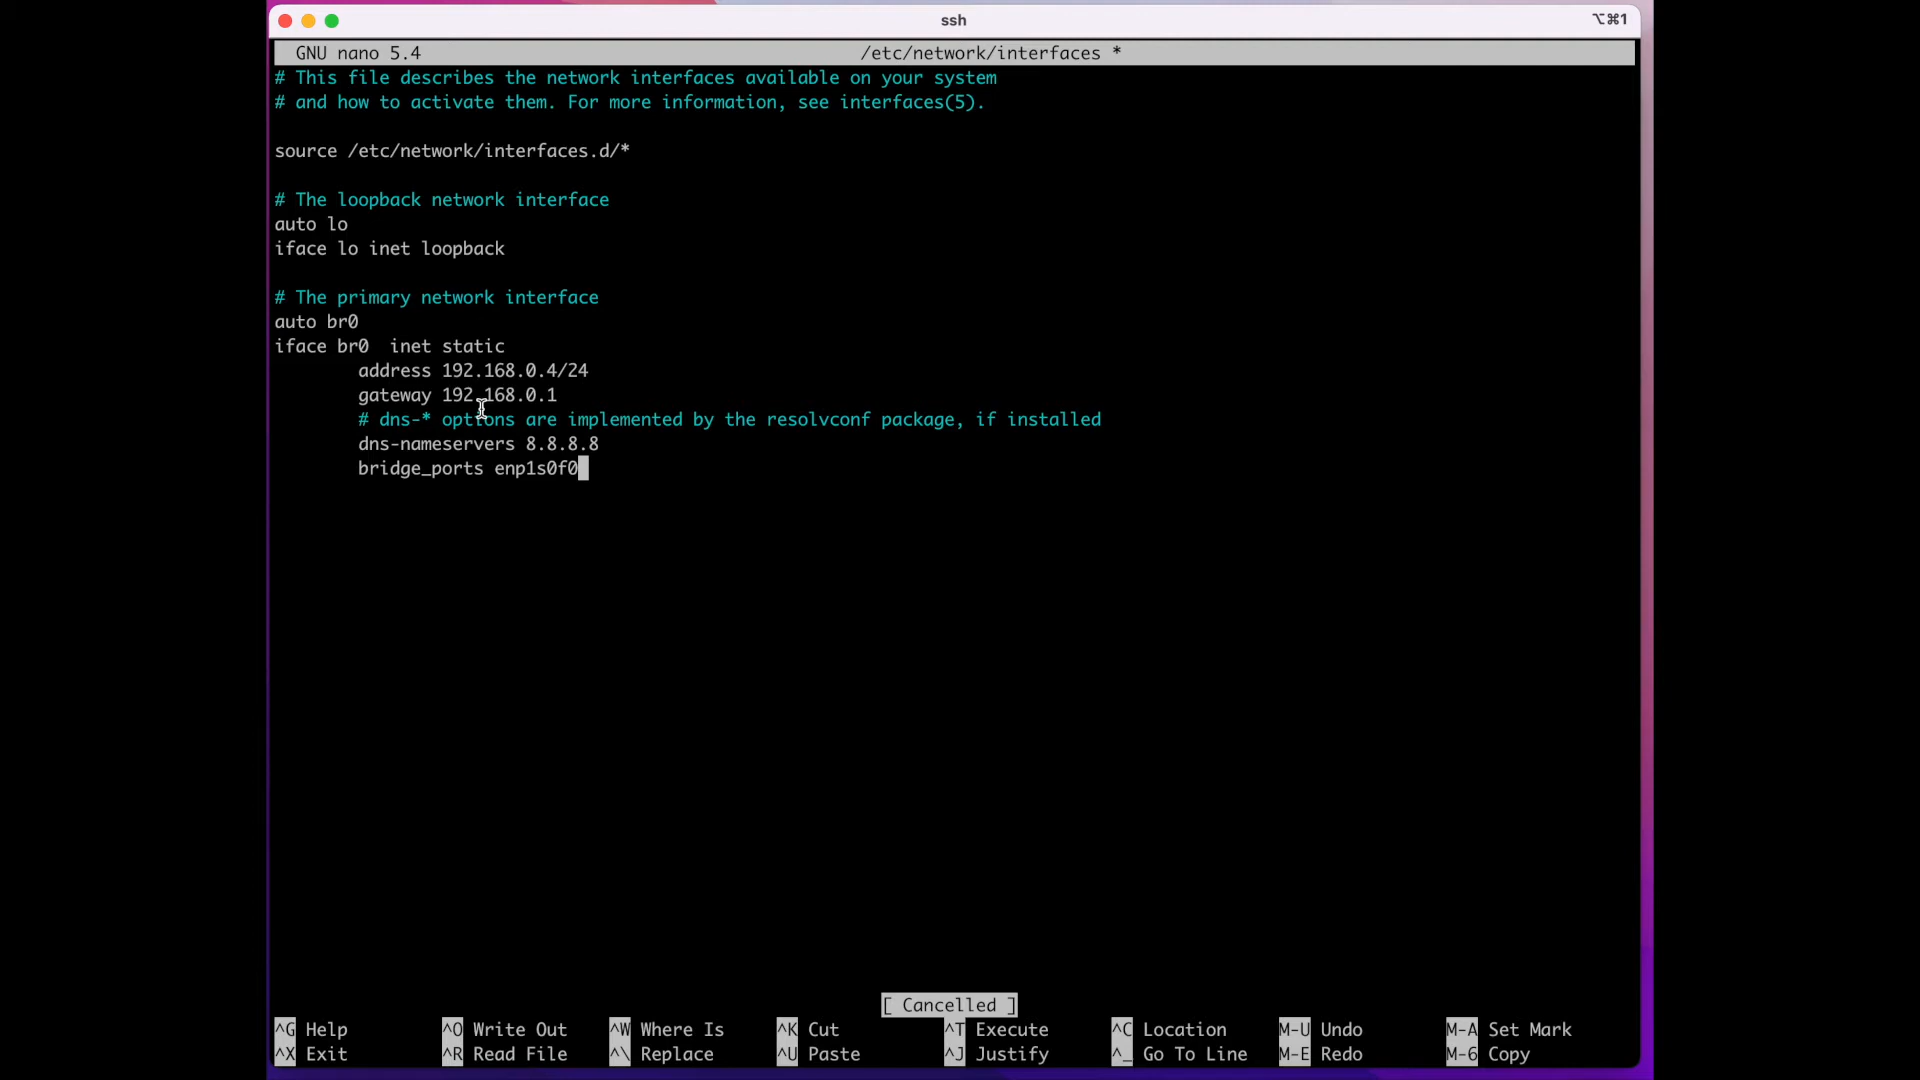 ssh
⌥⌘1
GNU nano 5.4 /etc/network/interfaces *
# This file describes the network interfaces available on your system
# and how to activate them. For more information, see interfaces(5).
source /etc/network/interfaces.d/*
# The loopback network interface
auto lo
iface lo inet loopback
# The primary network interface
auto br0
iface br0  inet static
        address 192.168.0.4/24
        gateway 192.168.0.1
        # dns-* options are implemented by the resolvconf package, if installed
        dns-nameservers 8.8.8.8
        bridge_ports enp1s0f0
[ Cancelled ]
^G Help ^O Write Out ^W Where Is ^K Cut ^T Execute ^C Location M-U Undo M-A Set Mark
^X Exit ^R Read File ^\ Replace ^U Paste ^J Justify ^_ Go To Line M-E Redo M-6 Copy